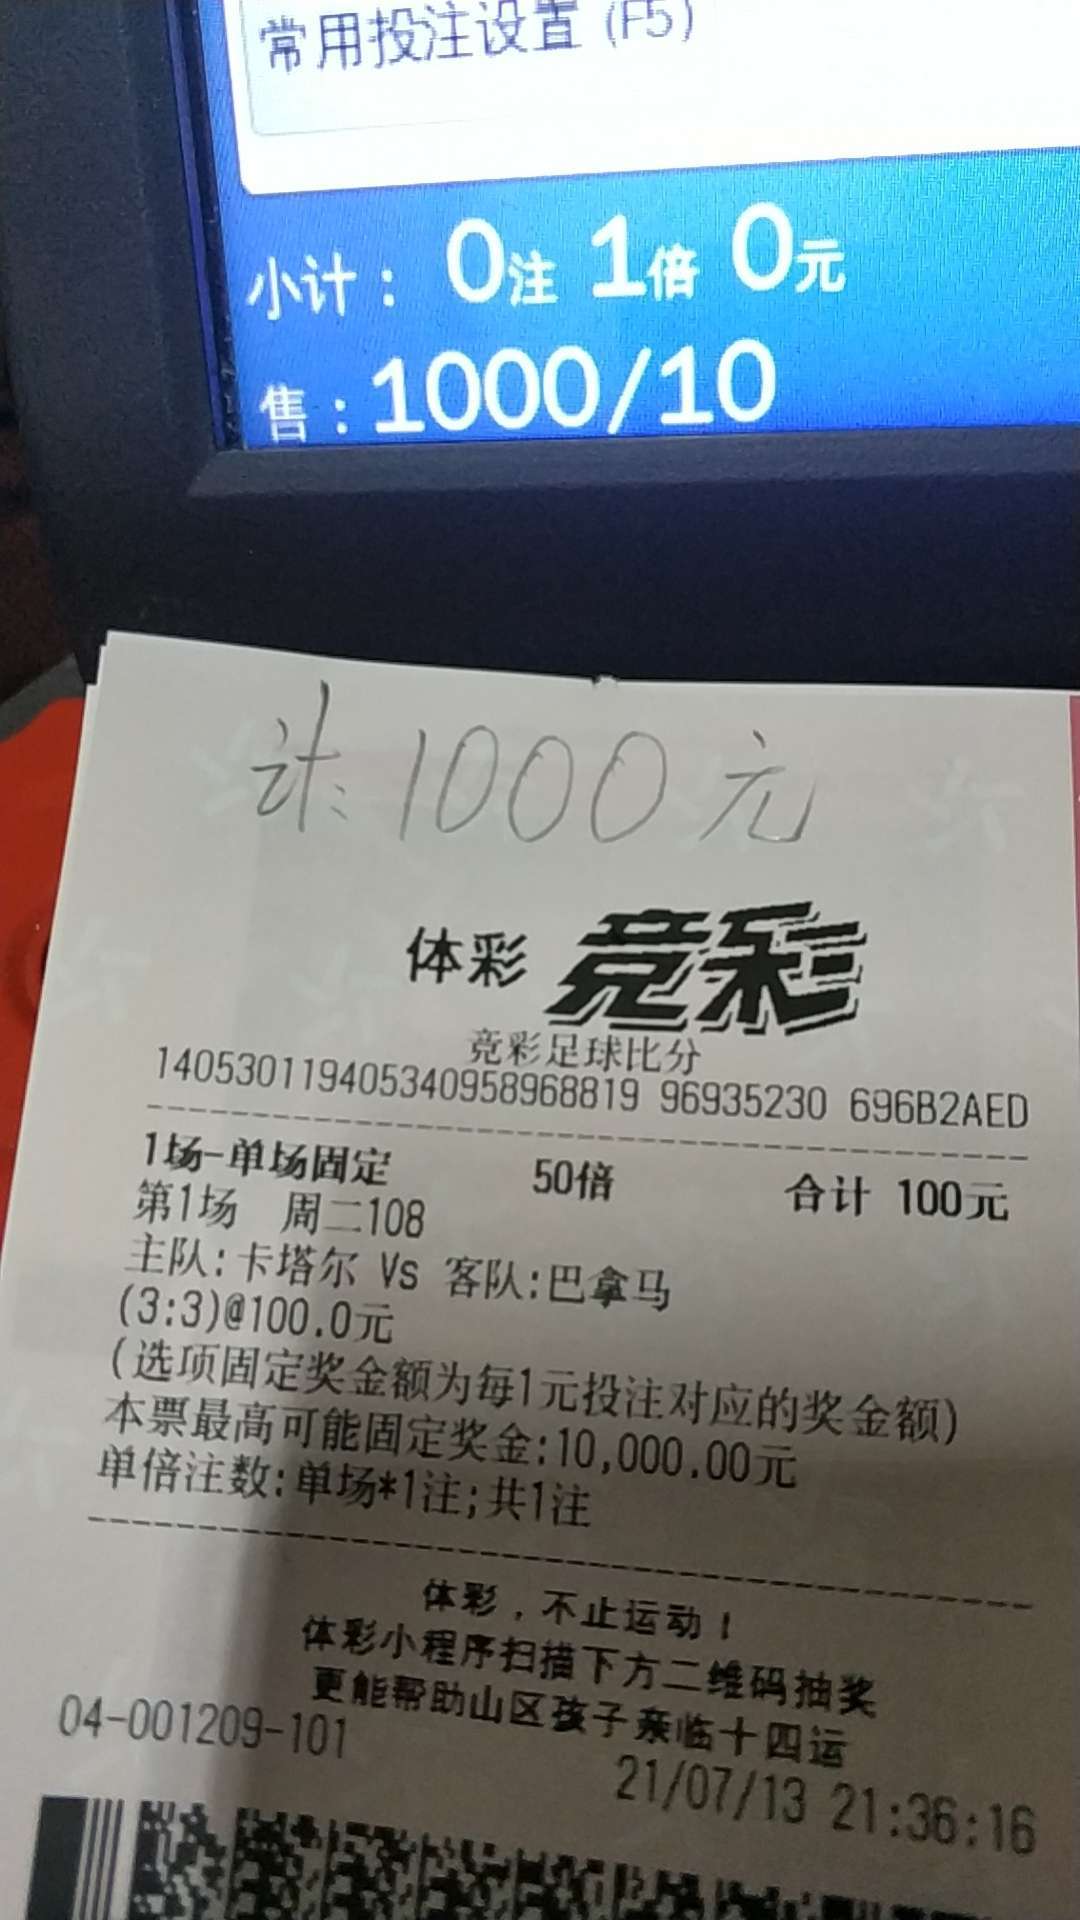 常用投注设置 (F5)
小计： 0注 1倍 0元
售：1000/10
计：1000元
体彩 竞彩
竞彩足球比分
140530119405340958968819 96935230 696B2AED
1场-单场固定 50倍 合计 100元
第1场 周二108
主队:卡塔尔 Vs 客队:巴拿马
(3:3)@100.0元
(选项固定奖金额为每1元投注对应的奖金额)
本票最高可能固定奖金:10,000.00元
单倍注数:单场*1注;共1注
体彩，不止运动！
体彩小程序扫描下方二维码抽奖
更能帮助山区孩子亲临十四运
04-001209-101
21/07/13 21:36:16